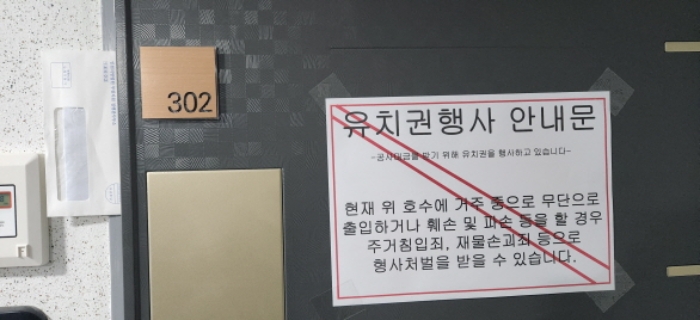 302
유치권행사 안내문
-공사대금을 받기 위해 유치권을 행사하고 있습니다-
현재 위 호수에 거주 중으로 무단으로
출입하거나 훼손 및 파손 등을 할 경우
주거침입죄, 재물손괴죄 등으로
형사처벌을 받을 수 있습니다.